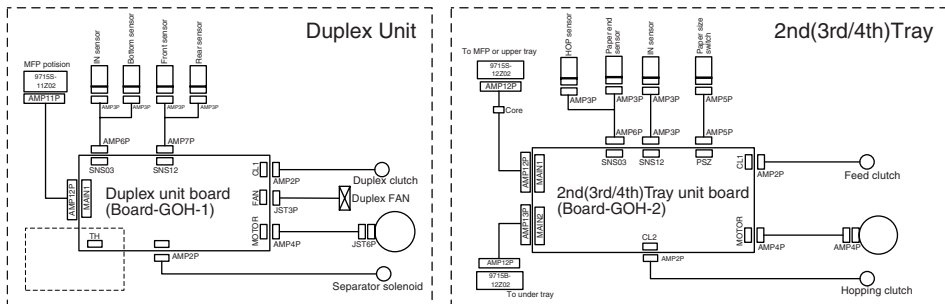 Duplex Unit
IN sensor
Bottom sensor
Front sensor
Rear sensor
MFP potision
9715S-
11Z02
AMP11P
AMP3P
AMP3P
AMP3P
AMP3P
AMP6P
AMP7P
SNS03
SNS12
AMP12P
MAIN1
Duplex unit board
(Board-GOH-1)
CL1
AMP2P
Duplex clutch
FAN
JST3P
Duplex FAN
MOTOR
AMP4P
JST6P
TH
AMP2P
Separator solenoid
2nd(3rd/4th)Tray
HOP sensor
Paper end
sensor
IN sensor
Paper size
switch
To MFP or upper tray
9715S-
12Z02
AMP12P
Core
AMP3P
AMP3P
AMP3P
AMP5P
AMP6P
AMP3P
AMP5P
SNS03
SNS12
PSZ
AMP12P
MAIN1
2nd(3rd/4th)Tray unit board
(Board-GOH-2)
CL1
AMP2P
Feed clutch
AMP13P
MAIN2
MOTOR
AMP4P
AMP4P
CL2
AMP2P
AMP12P
9715B-
12Z02
To under tray
Hopping clutch